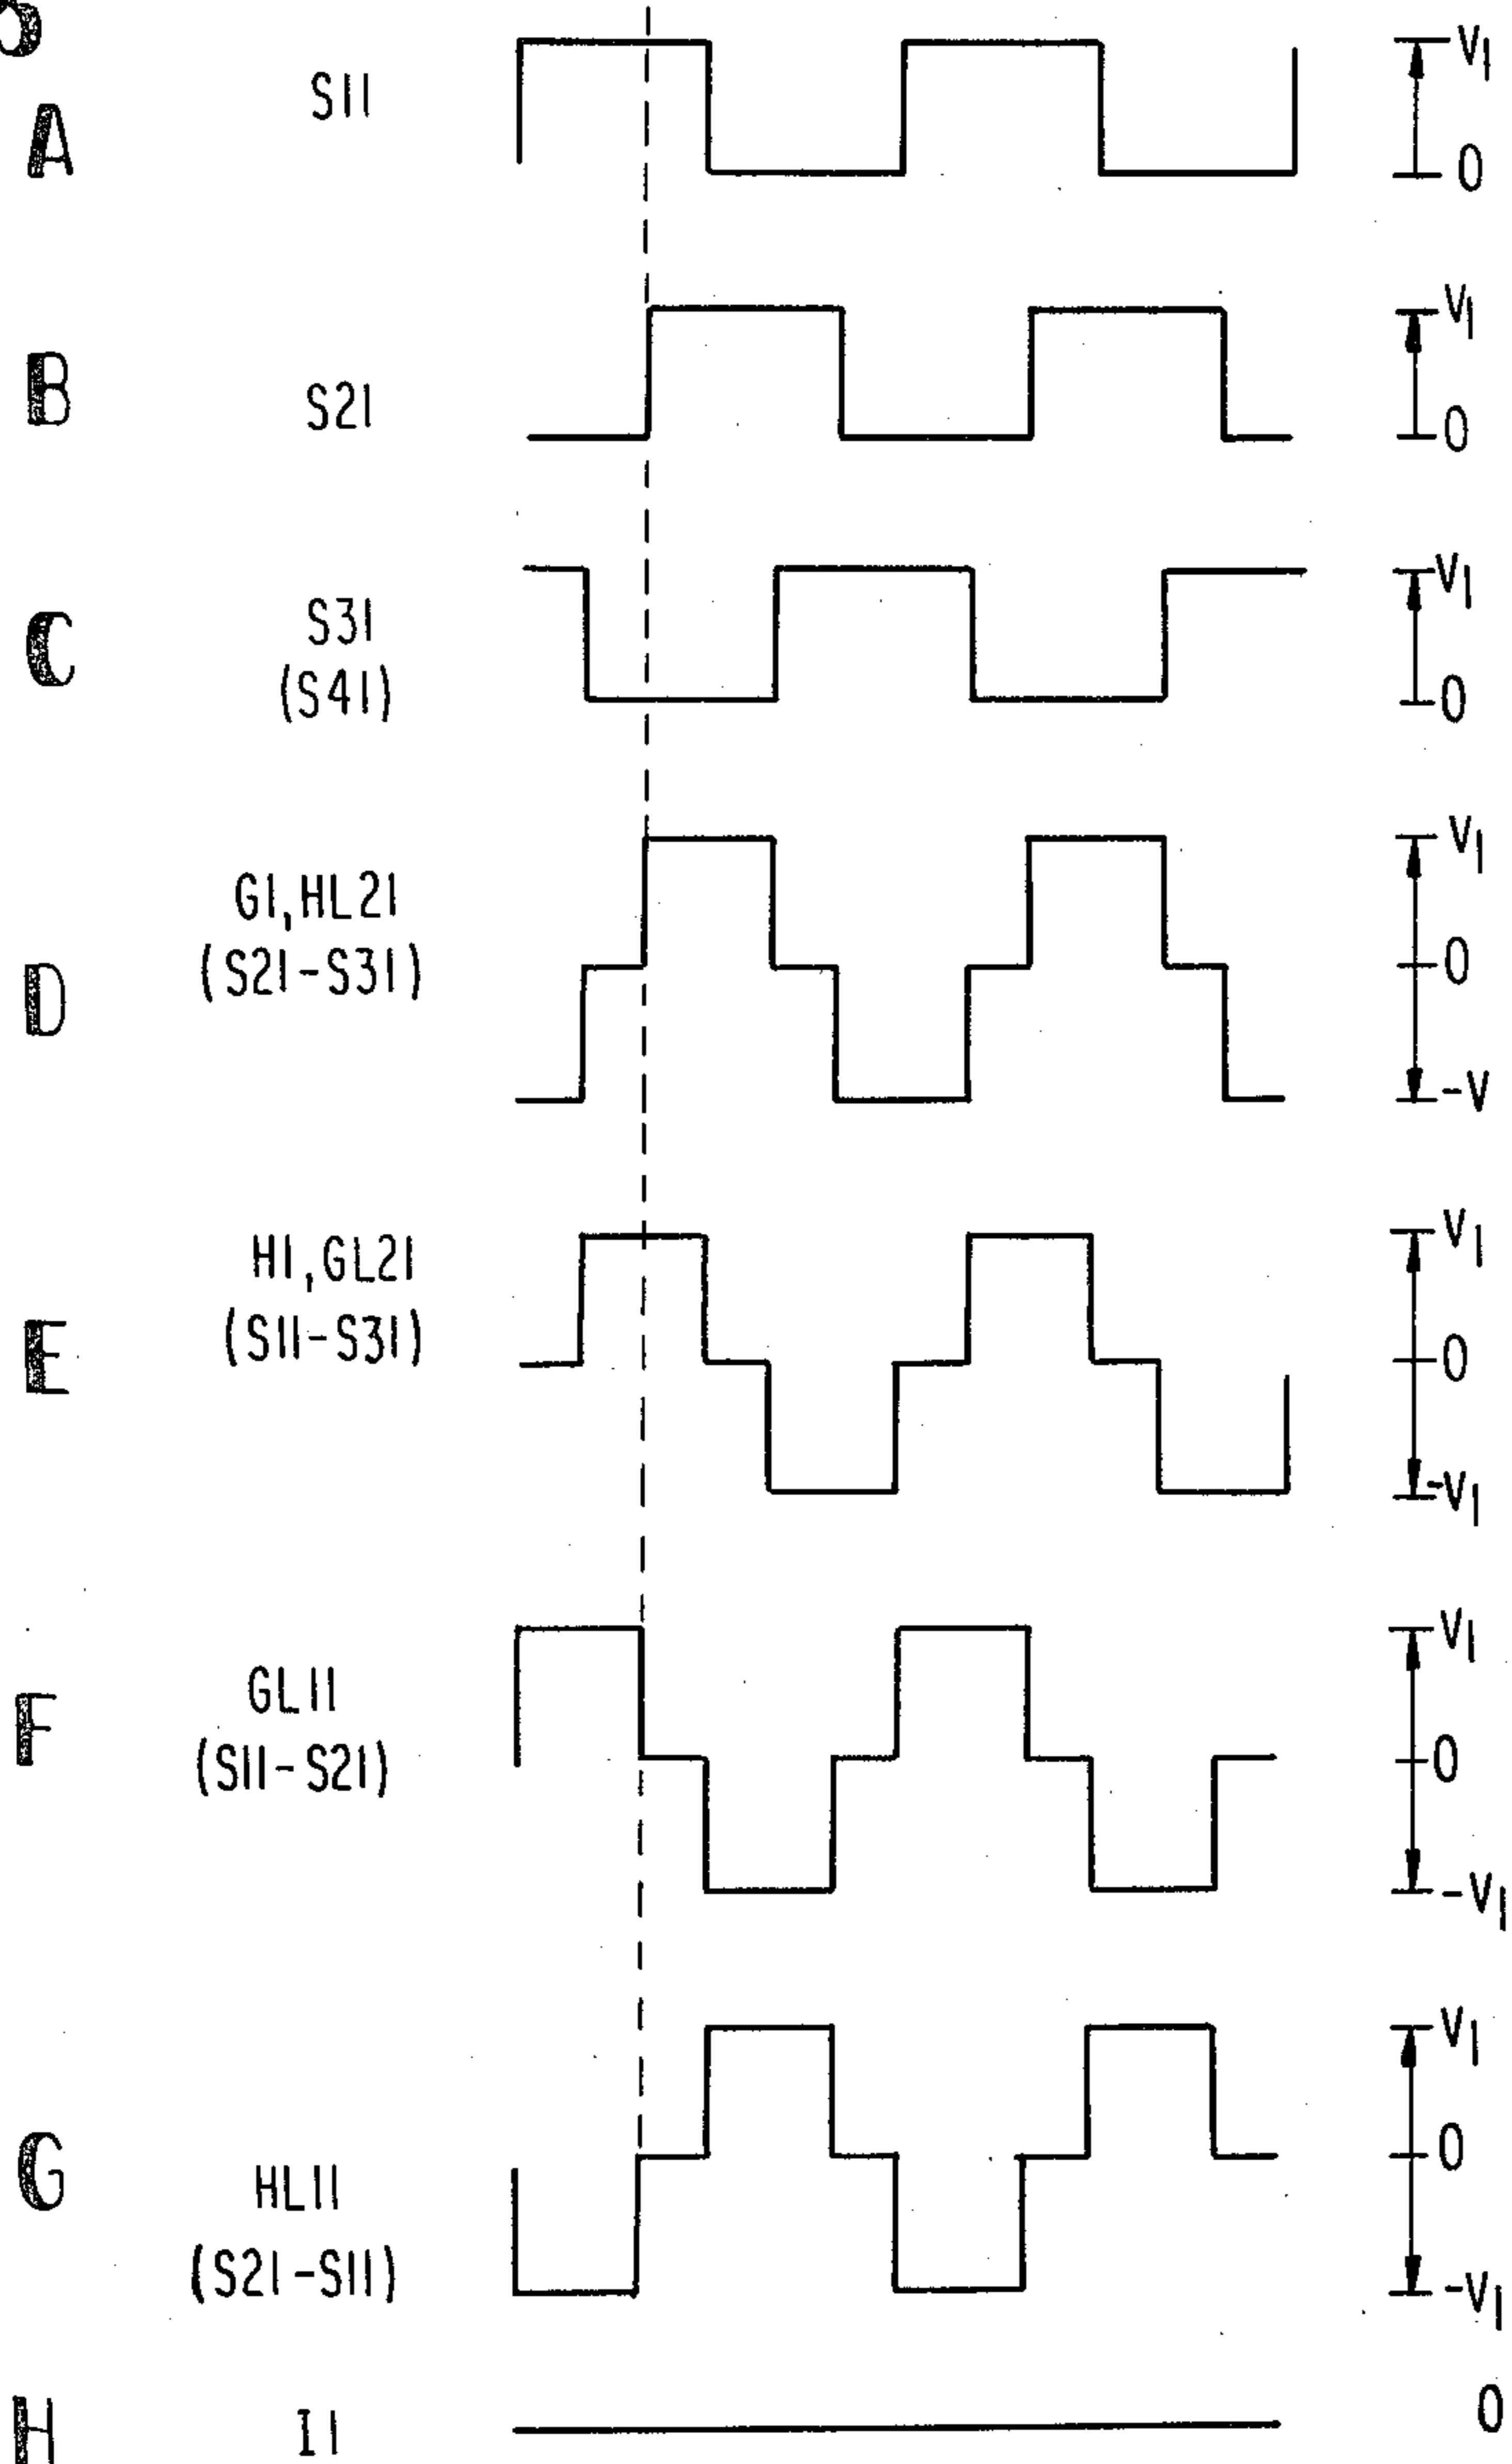 A
S11
V1
0
B
S21
V1
0
C
S31
(S41)
V1
0
D
G1,HL21
(S21-S31)
V1
0
-V
E
H1,GL21
(S11-S31)
V1
0
-V1
F
GL11
(S11-S21)
V1
0
-V1
G
HL11
(S21-S11)
V1
0
-V1
H
I1
0